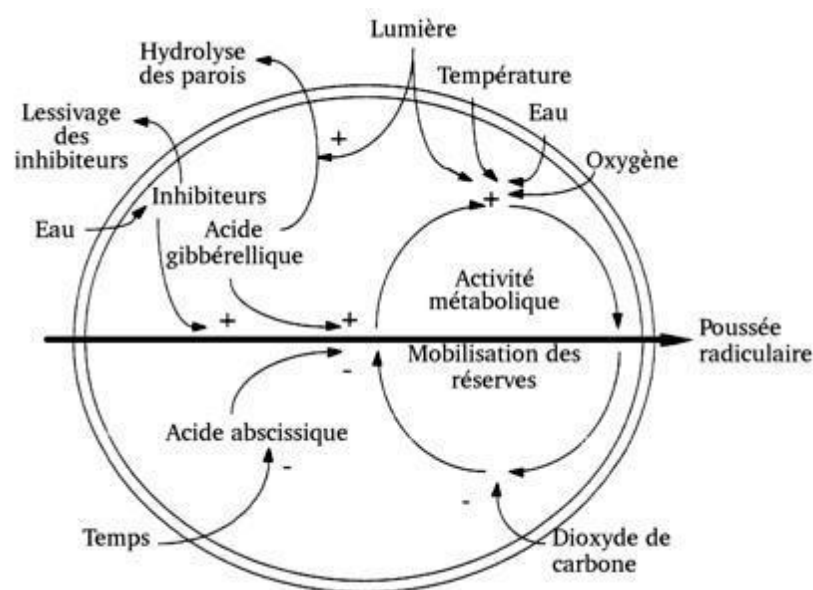 Lumière
Hydrolyse
des parois
Température
Lessivage
des
inhibiteurs
Eau
+
Oxygène
Inhibiteurs
+
Eau
Acide
gibbérellique
Activité
métabolique
+
+
Poussée
radiculaire
-
Mobilisation des
réserves
Acide abscissique
-
-
Temps
Dioxyde de
carbone